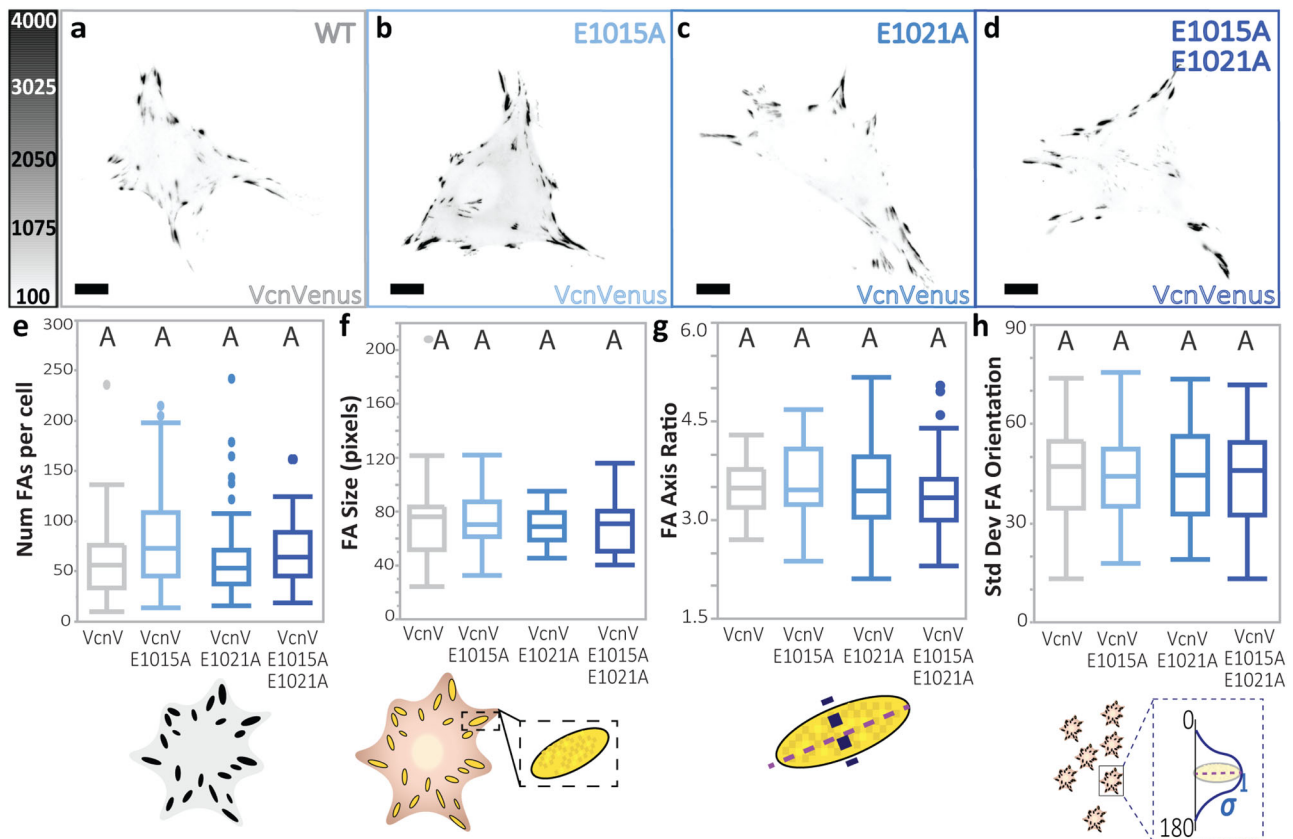 4000
3025
2050
1075
100
a
WT
VcnVenus
b
E1015A
VcnVenus
c
E1021A
VcnVenus
d
E1015A
E1021A
VcnVenus
e
Num FAs per cell
300
250
200
150
100
50
0
A A A A
VcnV
VcnV
E1015A
VcnV
E1021A
VcnV
E1015A
E1021A
f
FA Size (pixels)
200
160
120
80
40
0
A A A A
VcnV
VcnV
E1015A
VcnV
E1021A
VcnV
E1015A
E1021A
g
FA Axis Ratio
6.0
4.5
3.0
1.5
A A A A
VcnV
VcnV
E1015A
VcnV
E1021A
VcnV
E1015A
E1021A
h
Std Dev FA Orientation
90
60
30
0
A A A A
VcnV
VcnV
E1015A
VcnV
E1021A
VcnV
E1015A
E1021A
0
σ
180